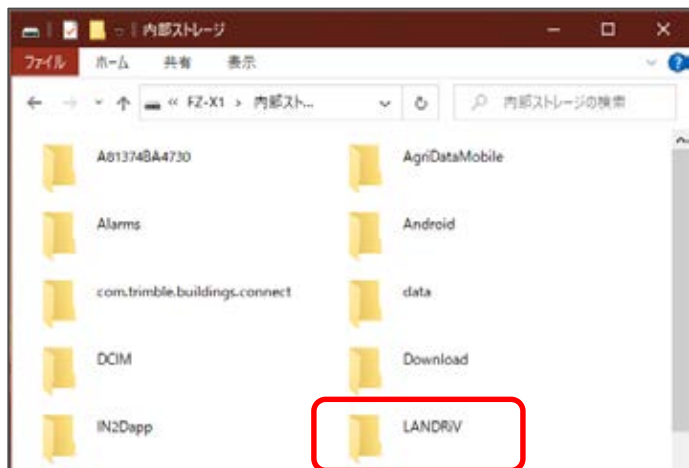 内部ストレージ
ファイル ホーム 共有 表示
« FZ-X1 › 内部スト... 内部ストレージの検索
A81374BA4730 AgriDataMobile
Alarms Android
com.trimble.buildings.connect data
DCIM Download
IN2Dapp LANDRiV